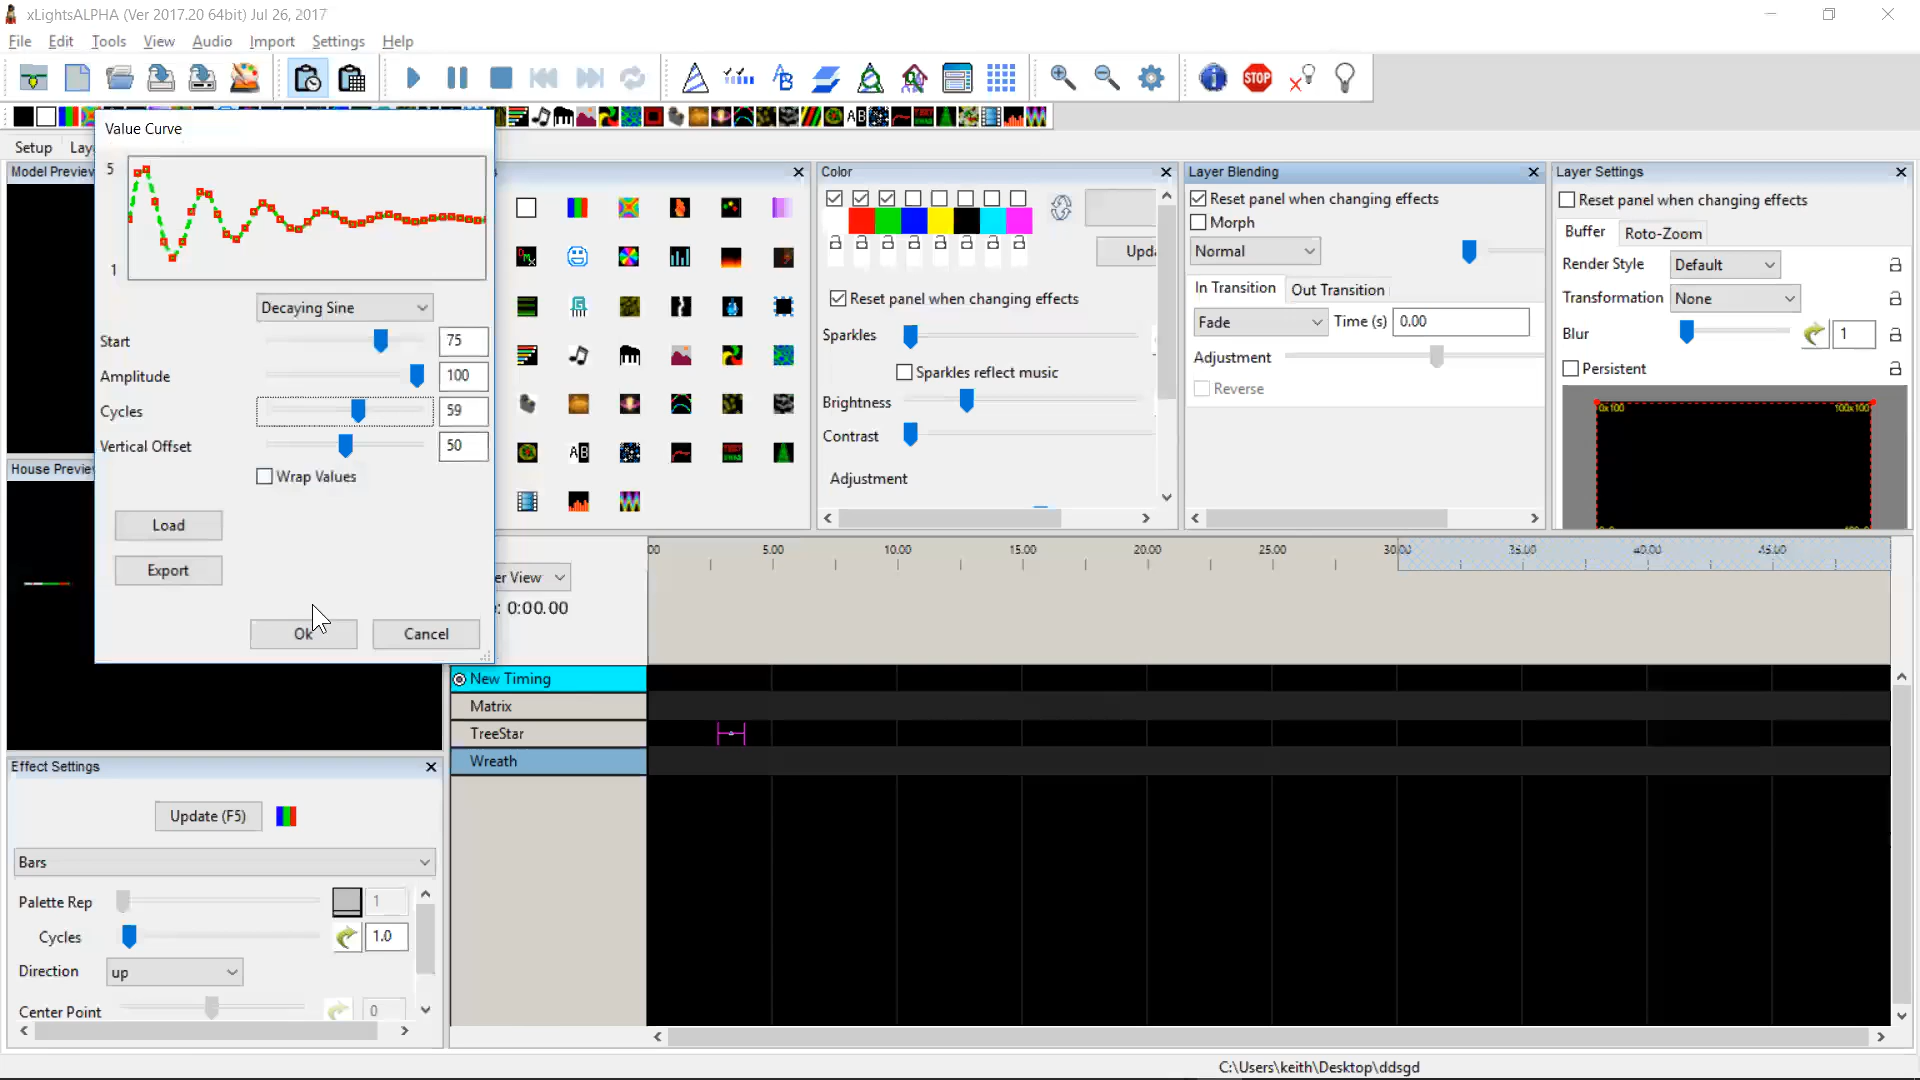 xLightsALPHA (Ver 2017.20 64bit) Jul 26, 2017
File Edit Tools View Audio Import Settings Help
STOP
Setup
Value Curve
5
1
Decaying Sine
Start 75
Amplitude 100
Cycles 59
Vertical Offset 50
Wrap Values
Load
Export
Ok Cancel
Model Preview
House Preview
Color
Reset panel when changing effects
Sparkles
Sparkles reflect music
Brightness
Contrast
Adjustment
Layer Blending
Reset panel when changing effects
Morph
Normal
In Transition Out Transition
Fade Time (s) 0.00
Adjustment
Reverse
Layer Settings
Reset panel when changing effects
Buffer Roto-Zoom
Render Style Default
Transformation None
Blur 1
Persistent
0x100 100x100
5.00 10.00 15.00 20.00 25.00 30.00 35.00 40.00 45.00
View
: 0:00.00
New Timing
Matrix
TreeStar
Wreath
Effect Settings
Update (F5)
Bars
Palette Rep 1
Cycles 1.0
Direction up
Center Point 0
C:\Users\keith\Desktop\ddsgd